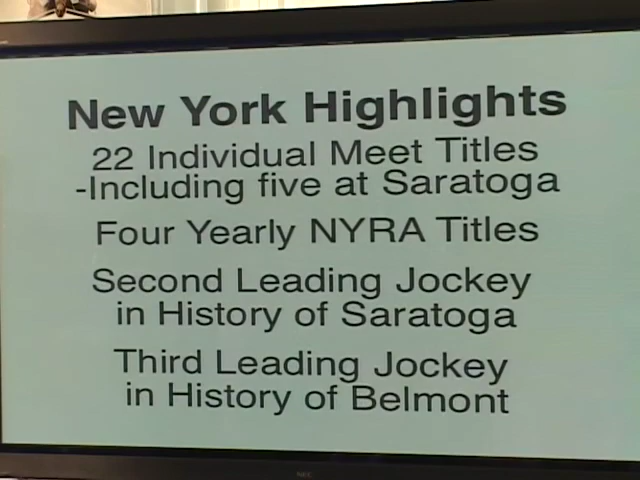 New York Highlights
22 Individual Meet Titles
-Including five at Saratoga
Four Yearly NYRA Titles
Second Leading Jockey
in History of Saratoga
Third Leading Jockey
in History of Belmont
NEC